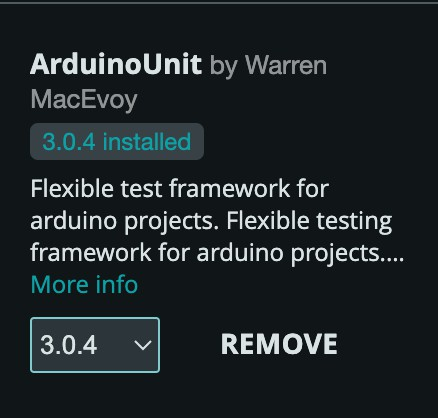 ArduinoUnit by Warren
MacEvoy
3.0.4 installed
Flexible test framework for
arduino projects. Flexible testing
framework for arduino projects....
More info
3.0.4
REMOVE